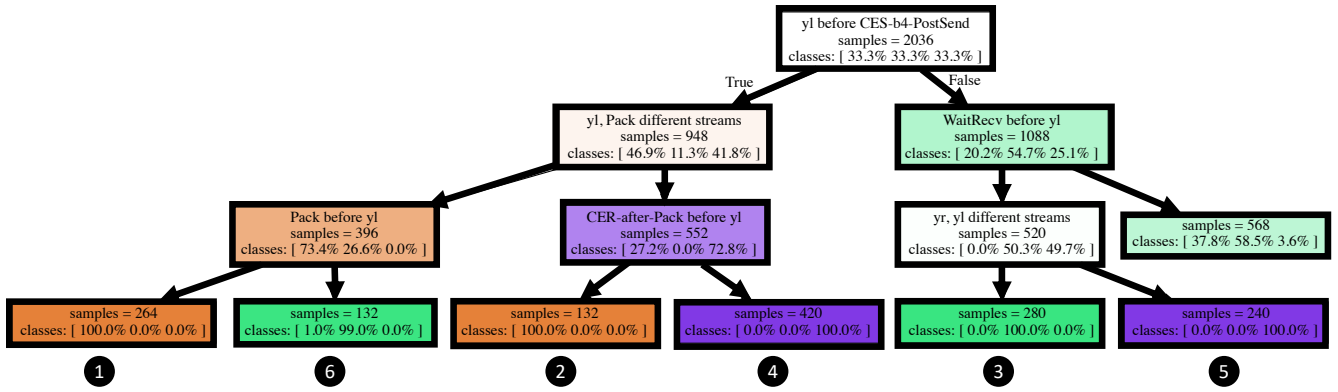 yl before CES-b4-PostSend
samples = 2036
classes: [ 33.3% 33.3% 33.3% ]
True
False
yl, Pack different streams
samples = 948
classes: [ 46.9% 11.3% 41.8% ]
WaitRecv before yl
samples = 1088
classes: [ 20.2% 54.7% 25.1% ]
Pack before yl
samples = 396
classes: [ 73.4% 26.6% 0.0% ]
CER-after-Pack before yl
samples = 552
classes: [ 27.2% 0.0% 72.8% ]
yr, yl different streams
samples = 520
classes: [ 0.0% 50.3% 49.7% ]
samples = 568
classes: [ 37.8% 58.5% 3.6% ]
samples = 264
classes: [ 100.0% 0.0% 0.0% ]
samples = 132
classes: [ 1.0% 99.0% 0.0% ]
samples = 132
classes: [ 100.0% 0.0% 0.0% ]
samples = 420
classes: [ 0.0% 0.0% 100.0% ]
samples = 280
classes: [ 0.0% 100.0% 0.0% ]
samples = 240
classes: [ 0.0% 0.0% 100.0% ]
1
6
2
4
3
5